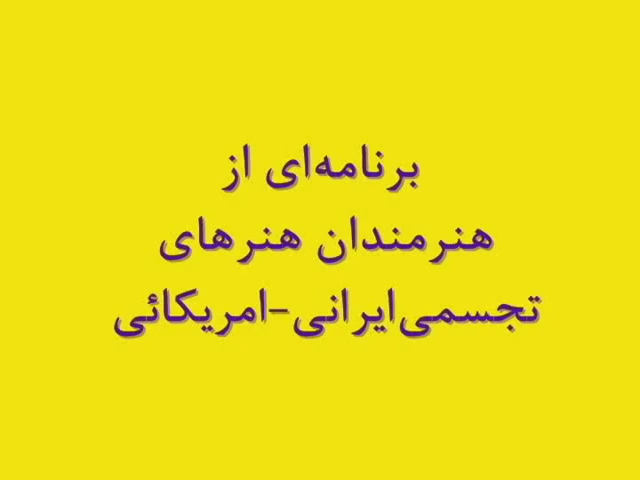 برنامه‌ای از
هنرمندان هنرهای
تجسمی‌ایرانی-امریکائی